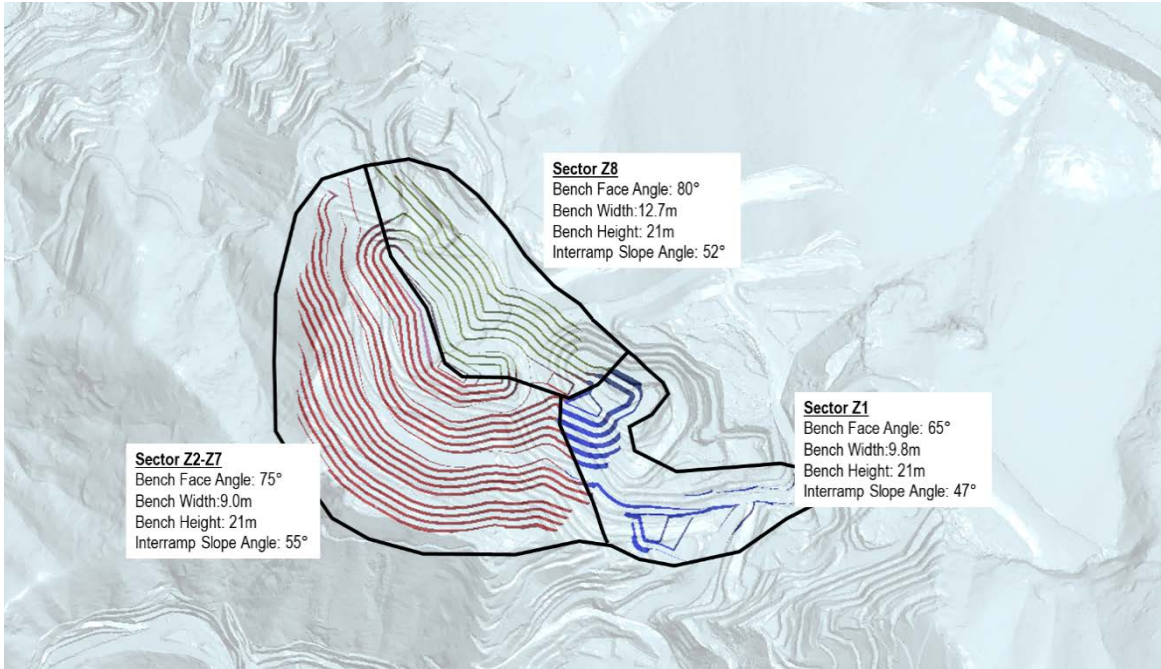 Sector Z8
Bench Face Angle: 80°
Bench Width:12.7m
Bench Height: 21m
Interramp Slope Angle: 52°
Sector Z1
Bench Face Angle: 65°
Bench Width:9.8m
Bench Height: 21m
Interramp Slope Angle: 47°
Sector Z2-Z7
Bench Face Angle: 75°
Bench Width:9.0m
Bench Height: 21m
Interramp Slope Angle: 55°